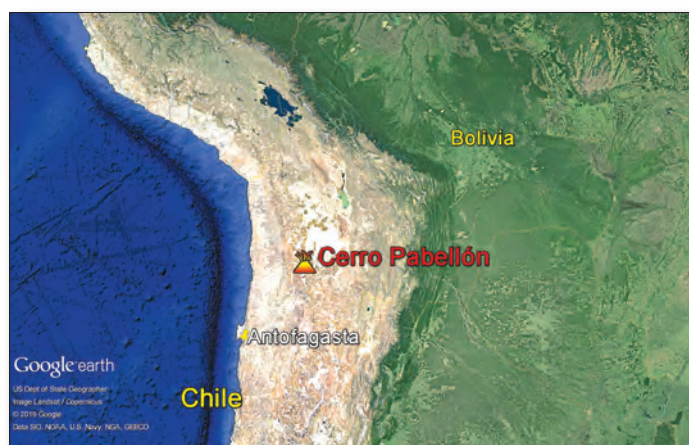 Bolivia
Cerro Pabellón
Antofagasta
Google earth
Chile
US Dept of State Geographer
Image Landsat / Copernicus
© 2016 Google
Data SIO, NOAA, U.S. Navy, NGA, GEBCO